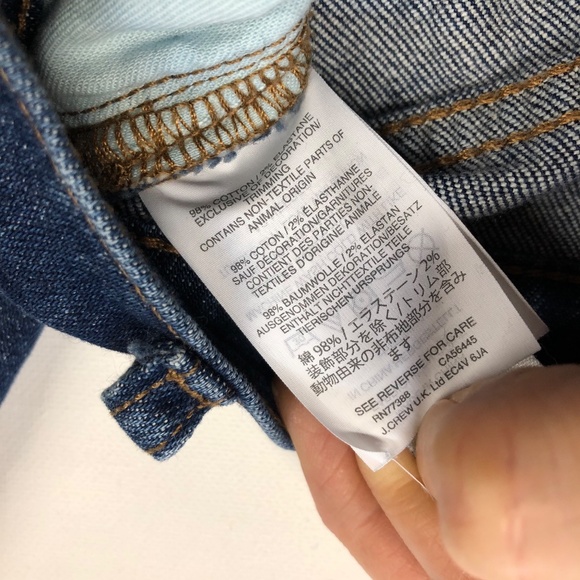 98% COTTON / 2% ELASTANE
EXCLUSIVE OF DECORATION/
TRIMMING
CONTAINS NON-TEXTILE PARTS OF
ANIMAL ORIGIN
98% COTON / 2% ÉLASTHANNE
SAUF DÉCORATION/GARNITURES
CONTIENT DES PARTIES NON-
TEXTILES D'ORIGINE ANIMALE
98% BAUMWOLLE / 2% ELASTAN
AUSGENOMMEN DEKORATION/BESATZ
ENTHÄLT NICHTTEXTILE TEILE
TIERISCHEN URSPRUNGS
綿 98% / エラステーン 2%
装飾部分を除く/トリム部
動物由来の非布地部分を含み
ます
SEE REVERSE FOR CARE
RN77388 CA5644S
J.CREW U.K. Ltd EC4V 6JA